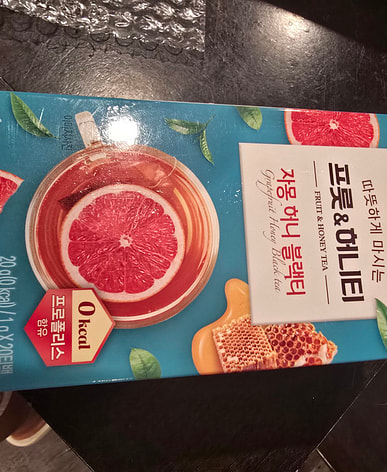 따뜻하게 마시는
프룻&허니티
FRUIT & HONEY TEA
자몽 허니 블랙티
Grapefruit Honey Black tea
0 kcal
프로폴리스
함유